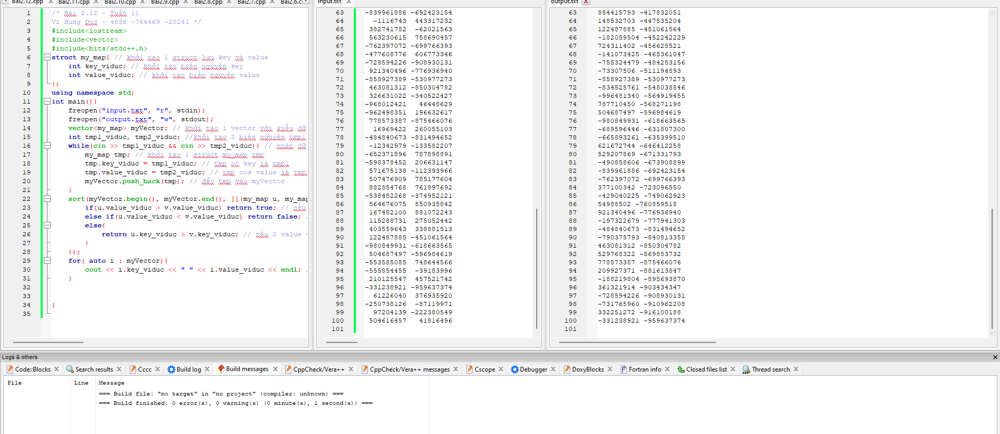 Bai2.12.cpp Bai2.11.cpp Bai2.10.cpp Bai2.9.cpp Bai2.8.cpp Bai2.7.cpp Bai2.6.c
1 /* Bài 2.12 - Tuần 11
2 Vi Hung Duc - 4836 -744469 -20241 */
3 #include<iostream>
4 #include<vector>
5 #include<bits/stdc++.h>
6 struct my_map{ // khởi tạo 1 struct lưu key và value
7 int key_viduc; // khởi tạo biến nguyên key
8 int value_viduc; // khởi tạo biến nguyên value
9 };
10 using namespace std;
11 int main(){
12 freopen("input.txt", "r", stdin);
13 freopen("output.txt", "w", stdout);
14 vector<my_map> myVector; // khởi tạo 1 vector với kiểu dữ
15 int tmp1_viduc, tmp2_viduc; //khởi tạo 2 biến nguyên tmp1,
16 while(cin >> tmp1_viduc && cin >> tmp2_viduc){ // nhập dữ
17 my_map tmp; // khởi tạo 1 struct my_map tmp
18 tmp.key_viduc = tmp1_viduc; // tmp có key là tmp1
19 tmp.value_viduc = tmp2_viduc; // tmp cos value là tmp2
20 myVector.push_back(tmp); // đẩy tmp vào myVector
21 }
22 sort(myVector.begin(), myVector.end(), [](my_map u, my_map
23 if(u.value_viduc > v.value_viduc) return true; // nếu
24 else if(u.value_viduc < v.value_viduc) return false; /
25 else{
26 return u.key_viduc > v.key_viduc; // nếu 2 value =
27 }
28 });
29 for( auto i : myVector){
30 cout << i.key_viduc << " " << i.value_viduc << endl; /
31 }
32
33
34 }
35
input.txt
63 -839961886 -692423154
64 -1116743 443317232
65 382741782 -62021563
66 563230615 758690457
67 -762397072 -699766393
68 -477608776 606773346
69 -728594226 -908930131
70 921340496 -776936940
71 -858927389 -530977273
72 463081312 -850304782
73 326631022 -340522427
74 -968012421 46448629
75 -962498351 196632617
76 778573387 -875466076
77 16969422 260055103
78 -484840673 -831494652
79 -12342979 -133582207
80 -652371896 787898891
81 -598378452 206631147
82 571675138 -112393966
83 507476909 785177604
84 882854768 761897692
85 -538482268 -374952121
86 564676075 850935842
87 167482100 881072243
88 115288731 275052442
89 403559643 338881513
90 122487885 -451061564
91 -980849931 -618663565
92 504687497 -596984619
93 -553585085 748644566
94 -555854455 -39183996
95 210125547 457521742
96 -331238921 -959637374
97 61226040 376935920
98 -250738126 -87119971
99 97204139 -222380549
100 504616457 41816496
101
output.txt
63 884415793 -417832051
64 148532703 -447535204
65 122487885 -451061564
66 -182059504 -452242229
67 724311402 -456628521
68 -141073425 -465361047
69 -755324479 -484283156
70 -73307506 -511194893
71 -858927389 -530977273
72 -834525761 -548038846
73 -996481340 -564919455
74 787710450 -568271198
75 504687497 -596984619
76 -980849931 -618663565
77 -689596446 -631807300
78 -665893261 -635399510
79 621672744 -646412258
80 529207869 -671331793
81 -490858606 -673908899
82 -839961886 -692423154
83 -762397072 -699766393
84 377100342 -723096550
85 -429040225 -749062923
86 54988502 -760859518
87 921340496 -776936940
88 -197322679 -777941303
89 -484840673 -831494652
90 -790375793 -840813355
91 463081312 -850304782
92 529768322 -869883732
93 778573387 -875466076
94 209927371 -881613847
95 -188219804 -895693870
96 361321914 -903434347
97 -728594226 -908930131
98 -731765960 -910962208
99 332251272 -916100188
100 -331238921 -959637374
101
Logs & others
Code::Blocks Search results Cccc Build log Build messages CppCheck/Vera++ CppCheck/Vera++ messages Cscope Debugger DoxyBlocks Fortran info Closed files list Thread search
File Line Message
=== Build file: "no target" in "no project" (compiler: unknown) ===
=== Build finished: 0 error(s), 0 warning(s) (0 minute(s), 1 second(s)) ===